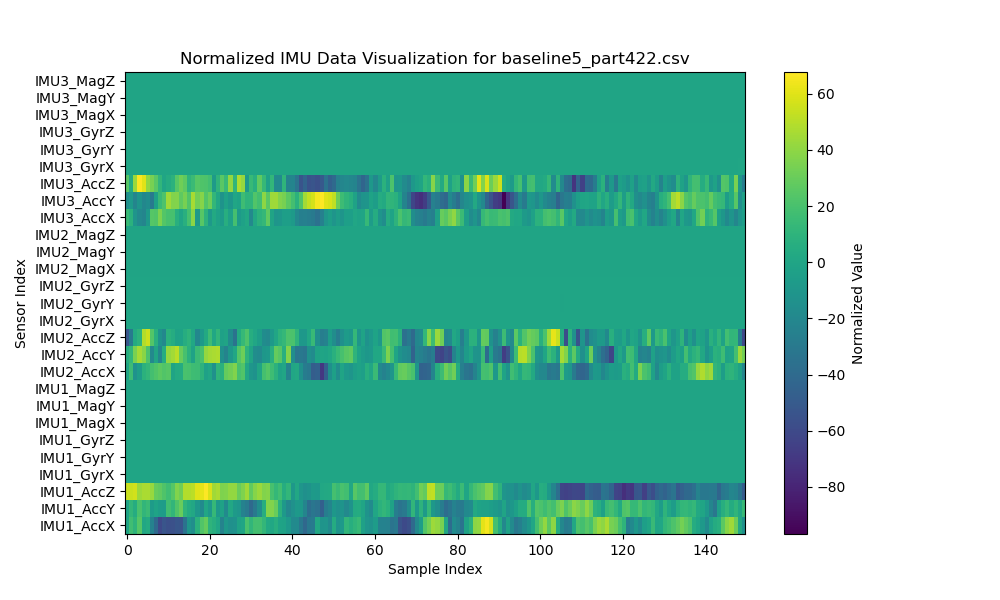 Normalized IMU Data Visualization for baseline5_part422.csv
IMU3_MagZ
IMU3_MagY
IMU3_MagX
IMU3_GyrZ
IMU3_GyrY
IMU3_GyrX
IMU3_AccZ
IMU3_AccY
IMU3_AccX
IMU2_MagZ
IMU2_MagY
IMU2_MagX
IMU2_GyrZ
IMU2_GyrY
IMU2_GyrX
IMU2_AccZ
IMU2_AccY
IMU2_AccX
IMU1_MagZ
IMU1_MagY
IMU1_MagX
IMU1_GyrZ
IMU1_GyrY
IMU1_GyrX
IMU1_AccZ
IMU1_AccY
IMU1_AccX
Sensor Index
0 20 40 60 80 100 120 140
Sample Index
60
40
20
0
−20
−40
−60
−80
Normalized Value